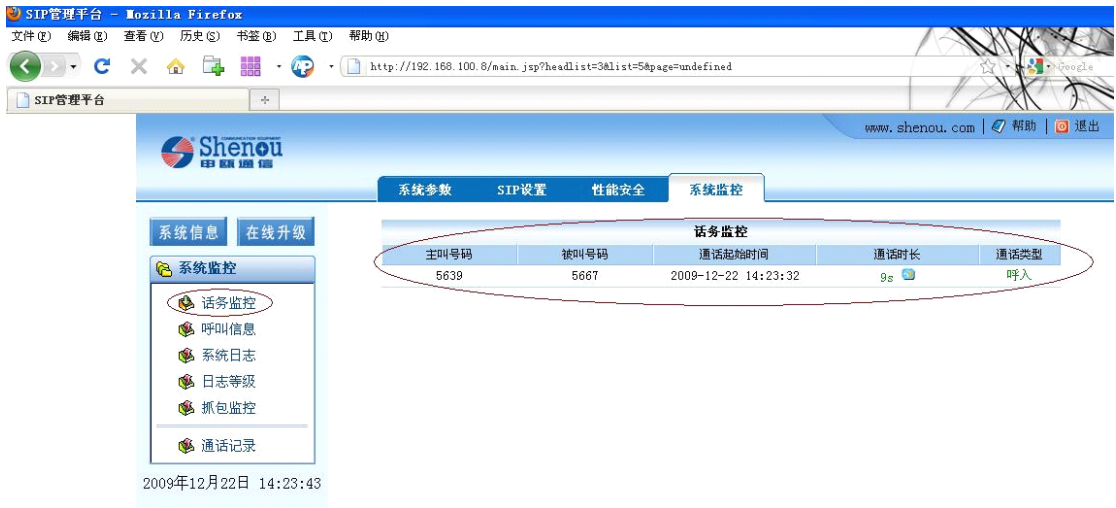 SIP管理平台 - Mozilla Firefox
文件(F) 编辑(E) 查看(V) 历史(S) 书签(B) 工具(T) 帮助(H)
http://192.168.100.8/main.jsp?headlist=3&list=5&page=undefined
Google
SIP管理平台
www.shenou.com 帮助 退出
COMMUNICATION EQUIPMENT
Shenou
申瓯通信
系统参数 SIP设置 性能安全 系统监控
系统信息 在线升级
系统监控
话务监控
呼叫信息
系统日志
日志等级
抓包监控
通话记录
2009年12月22日 14:23:43
话务监控
主叫号码 被叫号码 通话起始时间 通话时长 通话类型
5639 5667 2009-12-22 14:23:32 9s 呼入